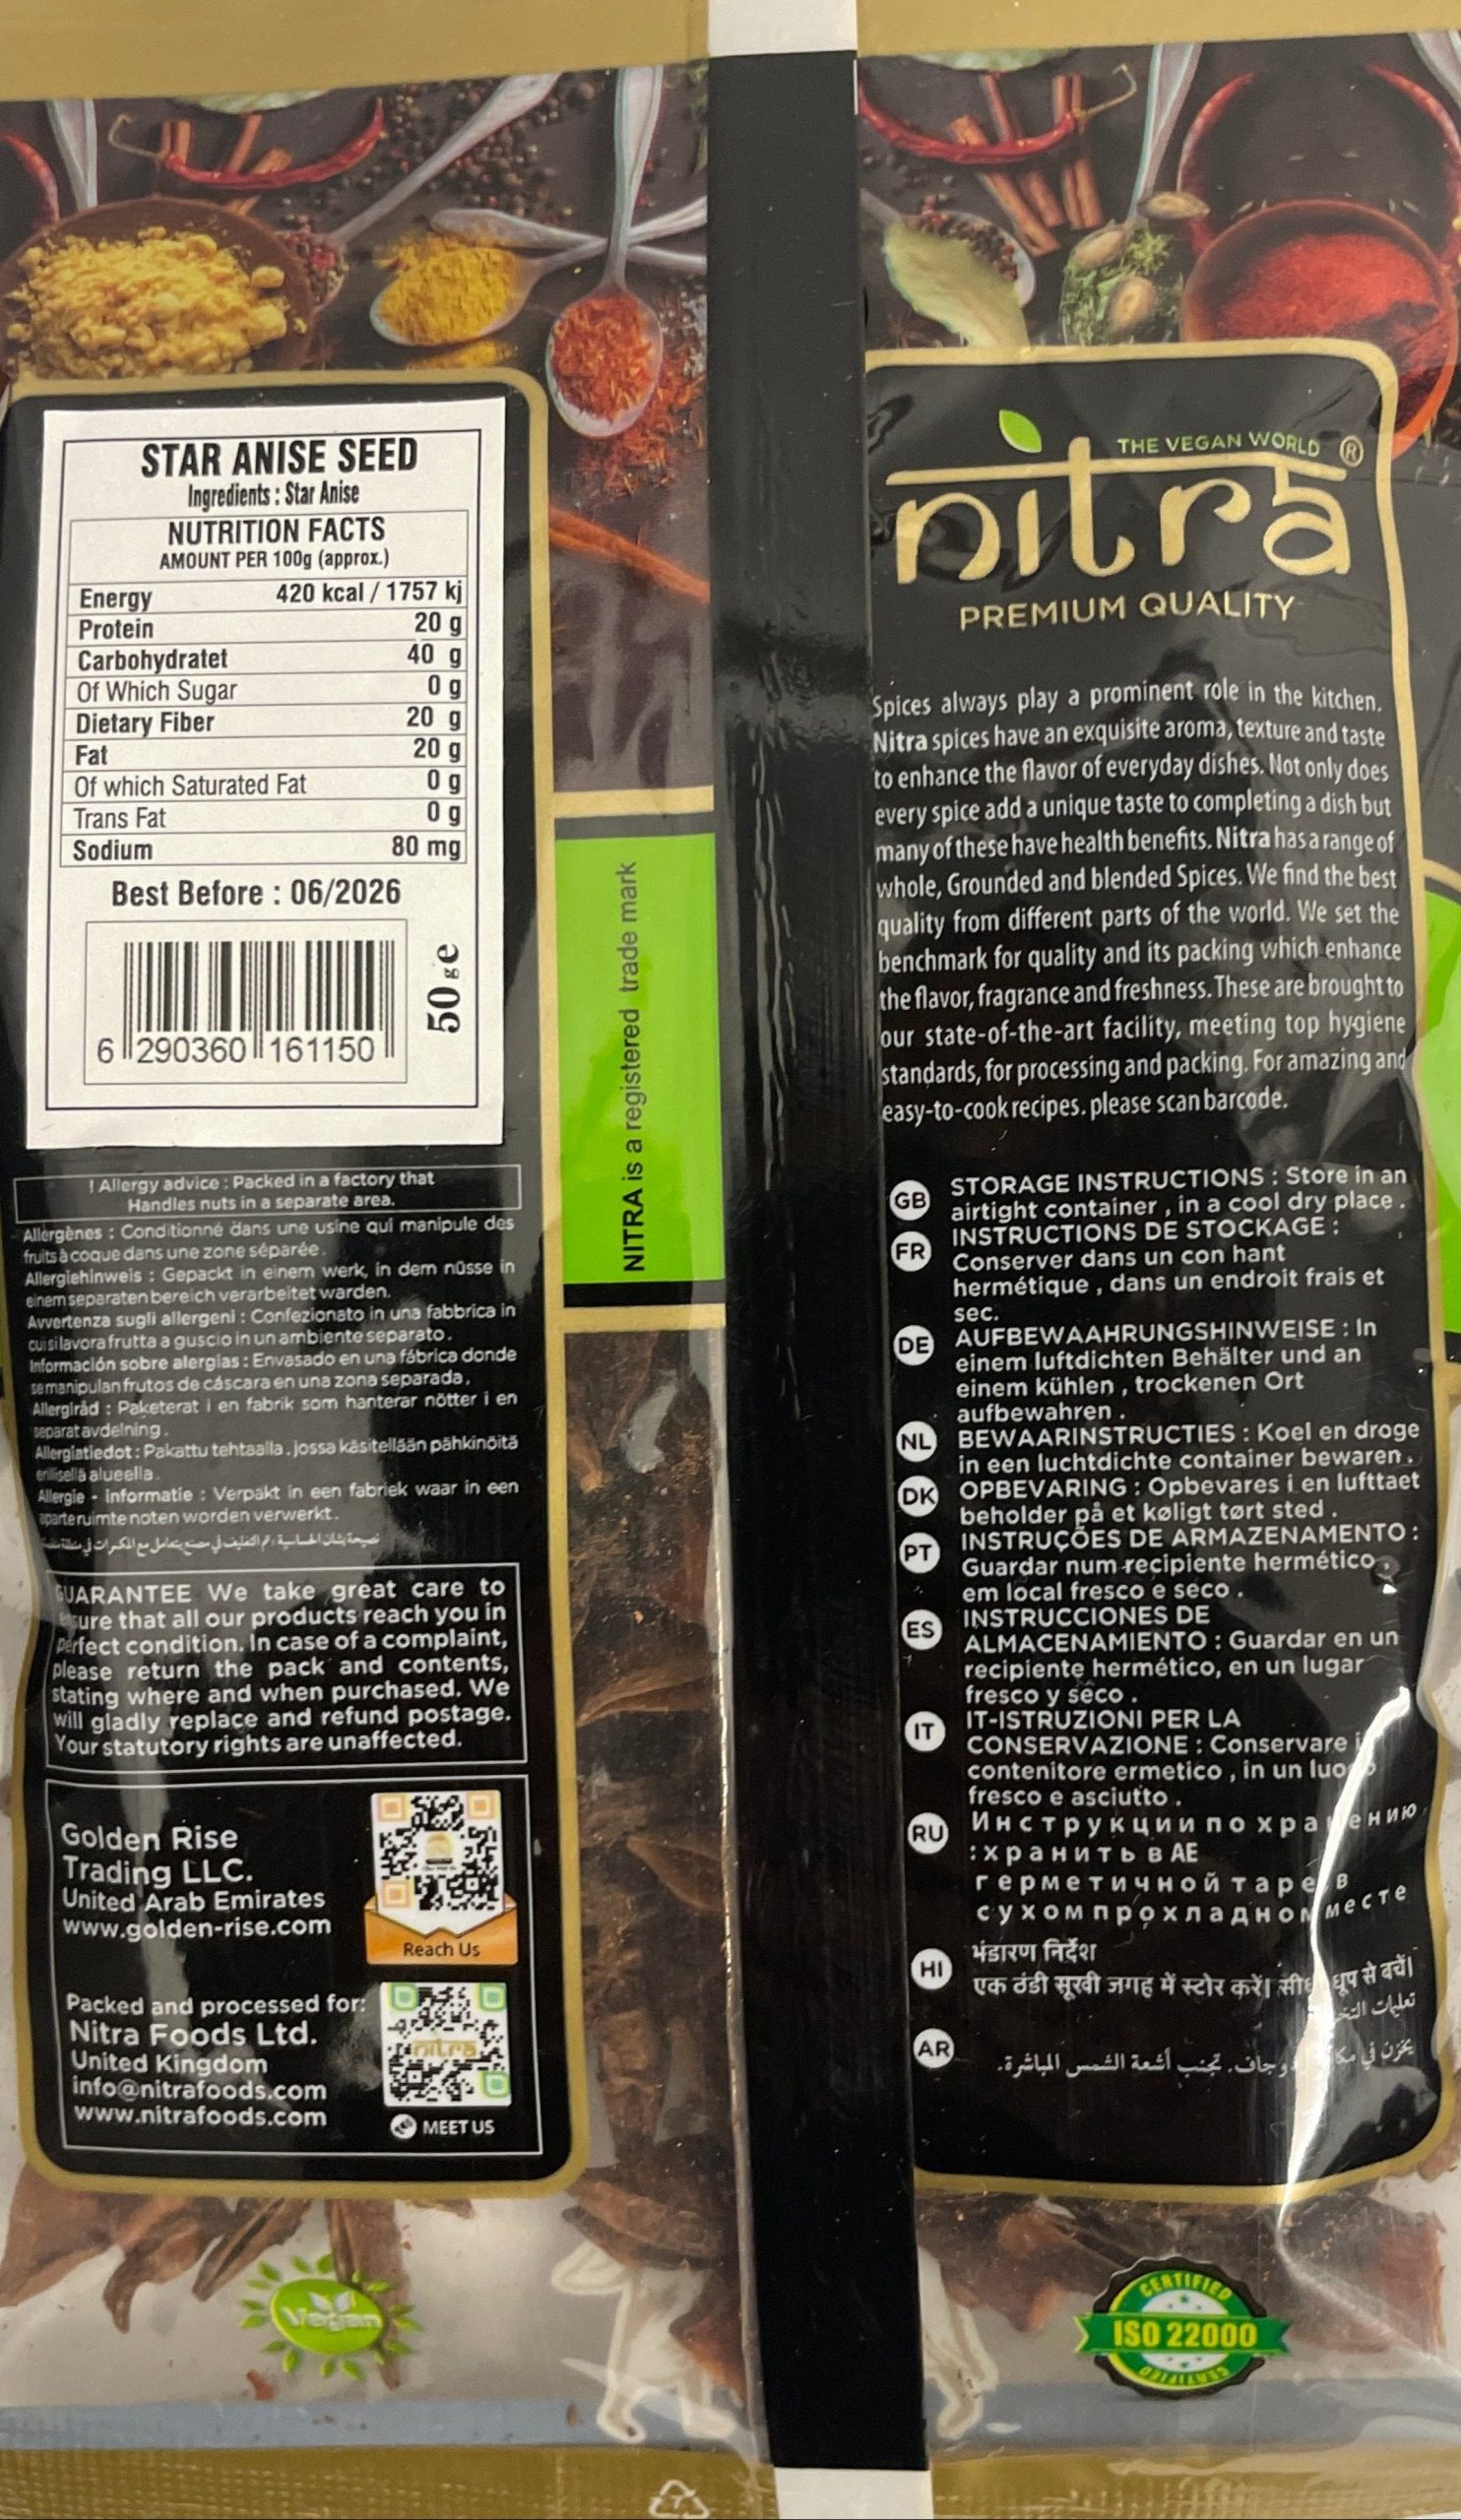 STAR ANISE SEED
Ingredients : Star Anise
NUTRITION FACTS
AMOUNT PER 100g (approx.)
Energy 420 kcal / 1757 kj
Protein 20 g
Carbohydratet 40 g
Of Which Sugar 0 g
Dietary Fiber 20 g
Fat 20 g
Of which Saturated Fat 0 g
Trans Fat 0 g
Sodium 80 mg
Best Before : 06/2026
6 290360 161150
50 g e
! Allergy advice : Packed in a factory that
Handles nuts in a separate area.
Allergènes : Conditionné dans une usine qui manipule des
fruits à coque dans une zone séparée .
Allergiehinweis : Gepackt in einem werk, in dem nüsse in
einem separaten bereich verarbeitet warden.
Avvertenza sugli allergeni : Confezionato in una fabbrica in
cui si lavora frutta a guscio in un ambiente separato .
Información sobre alergias : Envasado en una fábrica donde
se manipulan frutos de cáscara en una zona separada .
Allergiråd : Paketerat i en fabrik som hanterar nötter i en
separat avdelning .
Allergiatiedot : Pakattu tehtaalla . jossa käsitellään pähkinöitä
erillisellä alueella .
Allergie - informatie : Verpakt in een fabriek waar in een
aparte ruimte noten worden verwerkt .
نصيحة بشأن الحساسية: تم التغليف في مصنع يتعامل مع المكسرات في
GUARANTEE We take great care to
ensure that all our products reach you in
perfect condition. In case of a complaint,
please return the pack and contents,
stating where and when purchased. We
will gladly replace and refund postage.
Your statutory rights are unaffected.
Golden Rise
Trading LLC.
United Arab Emirates
www.golden-rise.com
Reach Us
Packed and processed for:
Nitra Foods Ltd.
United Kingdom
info@nitrafoods.com
www.nitrafoods.com
nitra
MEET US
Vegan
NITRA is a registered trade mark
THE VEGAN WORLD ®
nitra
PREMIUM QUALITY
Spices always play a prominent role in the kitchen.
Nitra spices have an exquisite aroma, texture and taste
to enhance the flavor of everyday dishes. Not only does
every spice add a unique taste to completing a dish but
many of these have health benefits. Nitra has a range of
whole, Grounded and blended Spices. We find the best
quality from different parts of the world. We set the
benchmark for quality and its packing which enhance
the flavor, fragrance and freshness. These are brought to
our state-of-the-art facility, meeting top hygiene
standards, for processing and packing. For amazing and
easy-to-cook recipes. please scan barcode.
GB STORAGE INSTRUCTIONS : Store in an
airtight container , in a cool dry place .
FR INSTRUCTIONS DE STOCKAGE :
Conserver dans un con hant
hermétique , dans un endroit frais et
sec.
DE AUFBEWAAHRUNGSHINWEISE : In
einem luftdichten Behälter und an
einem kühlen , trockenen Ort
aufbewahren .
NL BEWAARINSTRUCTIES : Koel en droge
in een luchtdichte container bewaren .
DK OPBEVARING : Opbevares i en lufttaet
beholder på et køligt tørt sted .
PT INSTRUÇÕES DE ARMAZENAMENTO :
Guardar num recipiente hermético ,
em local fresco e seco .
ES INSTRUCCIONES DE
ALMACENAMIENTO : Guardar en un
recipiente hermético, en un lugar
fresco y seco .
IT IT-ISTRUZIONI PER LA
CONSERVAZIONE : Conservare
contenitore ermetico , in un luogo
fresco e asciutto .
RU Инструкции по хранению
: хранить в AE
герметичной таре в
сухом прохладном месте
HI भंडारण निर्देश
एक ठंडी सूखी जगह में स्टोर करें। सीधे धूप से बचें।
AR تعليمات
يخزن في وجاف. تجنب أشعة الشمس المباشرة.
CERTIFIED
ISO 22000
CERTIFIED